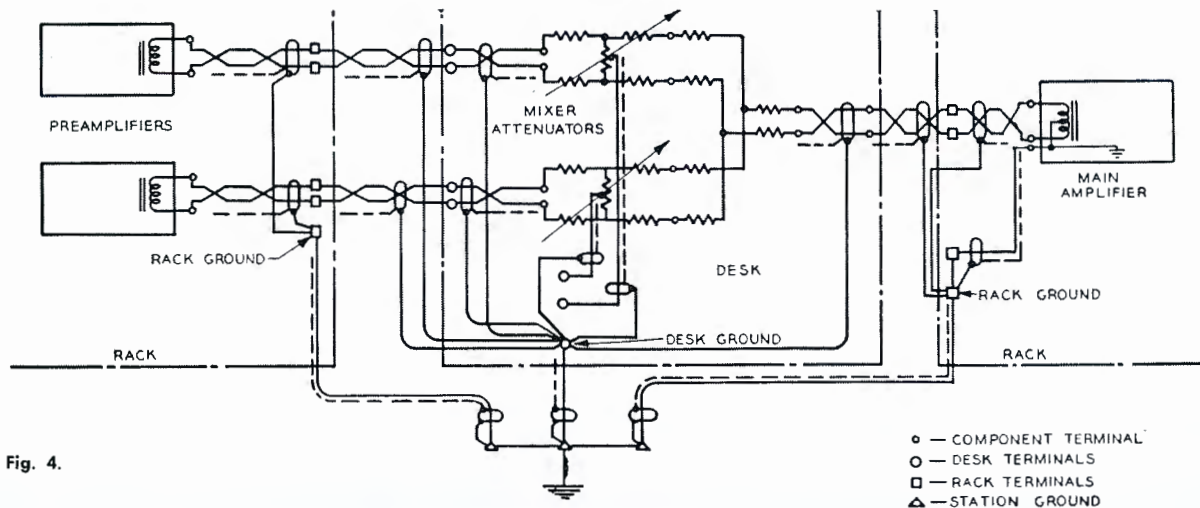 PREAMPLIFIERS
MIXER
ATTENUATORS
MAIN
AMPLIFIER
RACK GROUND
DESK
RACK GROUND
DESK GROUND
RACK
RACK
Fig. 4.
— COMPONENT TERMINAL
— DESK TERMINALS
— RACK TERMINALS
— STATION GROUND